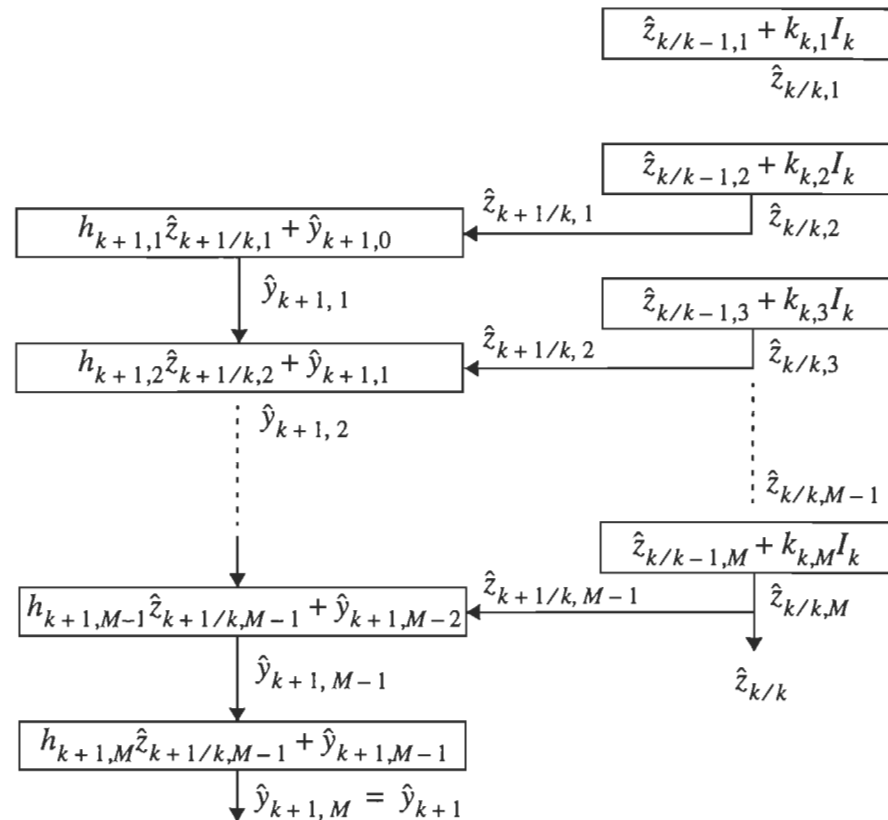 ẑ_{k/k−1,1} + k_{k,1}I_k
ẑ_{k/k,1}
ẑ_{k/k−1,2} + k_{k,2}I_k
ẑ_{k+1/k,1}
ẑ_{k/k,2}
h_{k+1,1}ẑ_{k+1/k,1} + ŷ_{k+1,0}
ŷ_{k+1,1}
ẑ_{k/k−1,3} + k_{k,3}I_k
ẑ_{k+1/k,2}
ẑ_{k/k,3}
h_{k+1,2}ẑ_{k+1/k,2} + ŷ_{k+1,1}
ŷ_{k+1,2}
ẑ_{k/k,M−1}
ẑ_{k/k−1,M} + k_{k,M}I_k
ẑ_{k+1/k,M−1}
ẑ_{k/k,M}
h_{k+1,M−1}ẑ_{k+1/k,M−1} + ŷ_{k+1,M−2}
ŷ_{k+1,M−1}
ẑ_{k/k}
h_{k+1,M}ẑ_{k+1/k,M−1} + ŷ_{k+1,M−1}
ŷ_{k+1,M} = ŷ_{k+1}